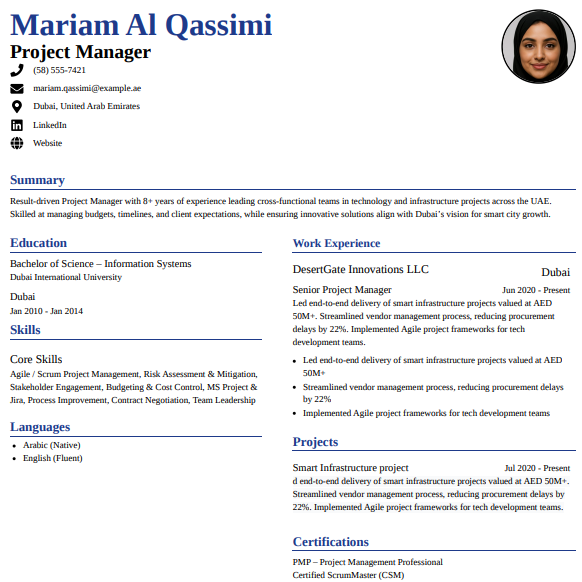 Mariam Al Qassimi
Project Manager
(58) 555-7421
mariam.qassimi@example.ae
Dubai, United Arab Emirates
LinkedIn
Website
Summary
Result-driven Project Manager with 8+ years of experience leading cross-functional teams in technology and infrastructure projects across the UAE.
Skilled at managing budgets, timelines, and client expectations, while ensuring innovative solutions align with Dubai’s vision for smart city growth.
Education
Bachelor of Science – Information Systems
Dubai International University
Dubai
Jan 2010 - Jan 2014
Skills
Core Skills
Agile / Scrum Project Management, Risk Assessment & Mitigation,
Stakeholder Engagement, Budgeting & Cost Control, MS Project &
Jira, Process Improvement, Contract Negotiation, Team Leadership
Languages
• Arabic (Native)
• English (Fluent)
Work Experience
DesertGate Innovations LLC Dubai
Senior Project Manager Jun 2020 - Present
Led end-to-end delivery of smart infrastructure projects valued at AED
50M+. Streamlined vendor management process, reducing procurement
delays by 22%. Implemented Agile project frameworks for tech
development teams.
• Led end-to-end delivery of smart infrastructure projects valued at AED
50M+
• Streamlined vendor management process, reducing procurement delays
by 22%
• Implemented Agile project frameworks for tech development teams
Projects
Smart Infrastructure project Jul 2020 - Present
d end-to-end delivery of smart infrastructure projects valued at AED 50M+.
Streamlined vendor management process, reducing procurement delays by
22%. Implemented Agile project frameworks for tech development teams.
Certifications
PMP – Project Management Professional
Certified ScrumMaster (CSM)